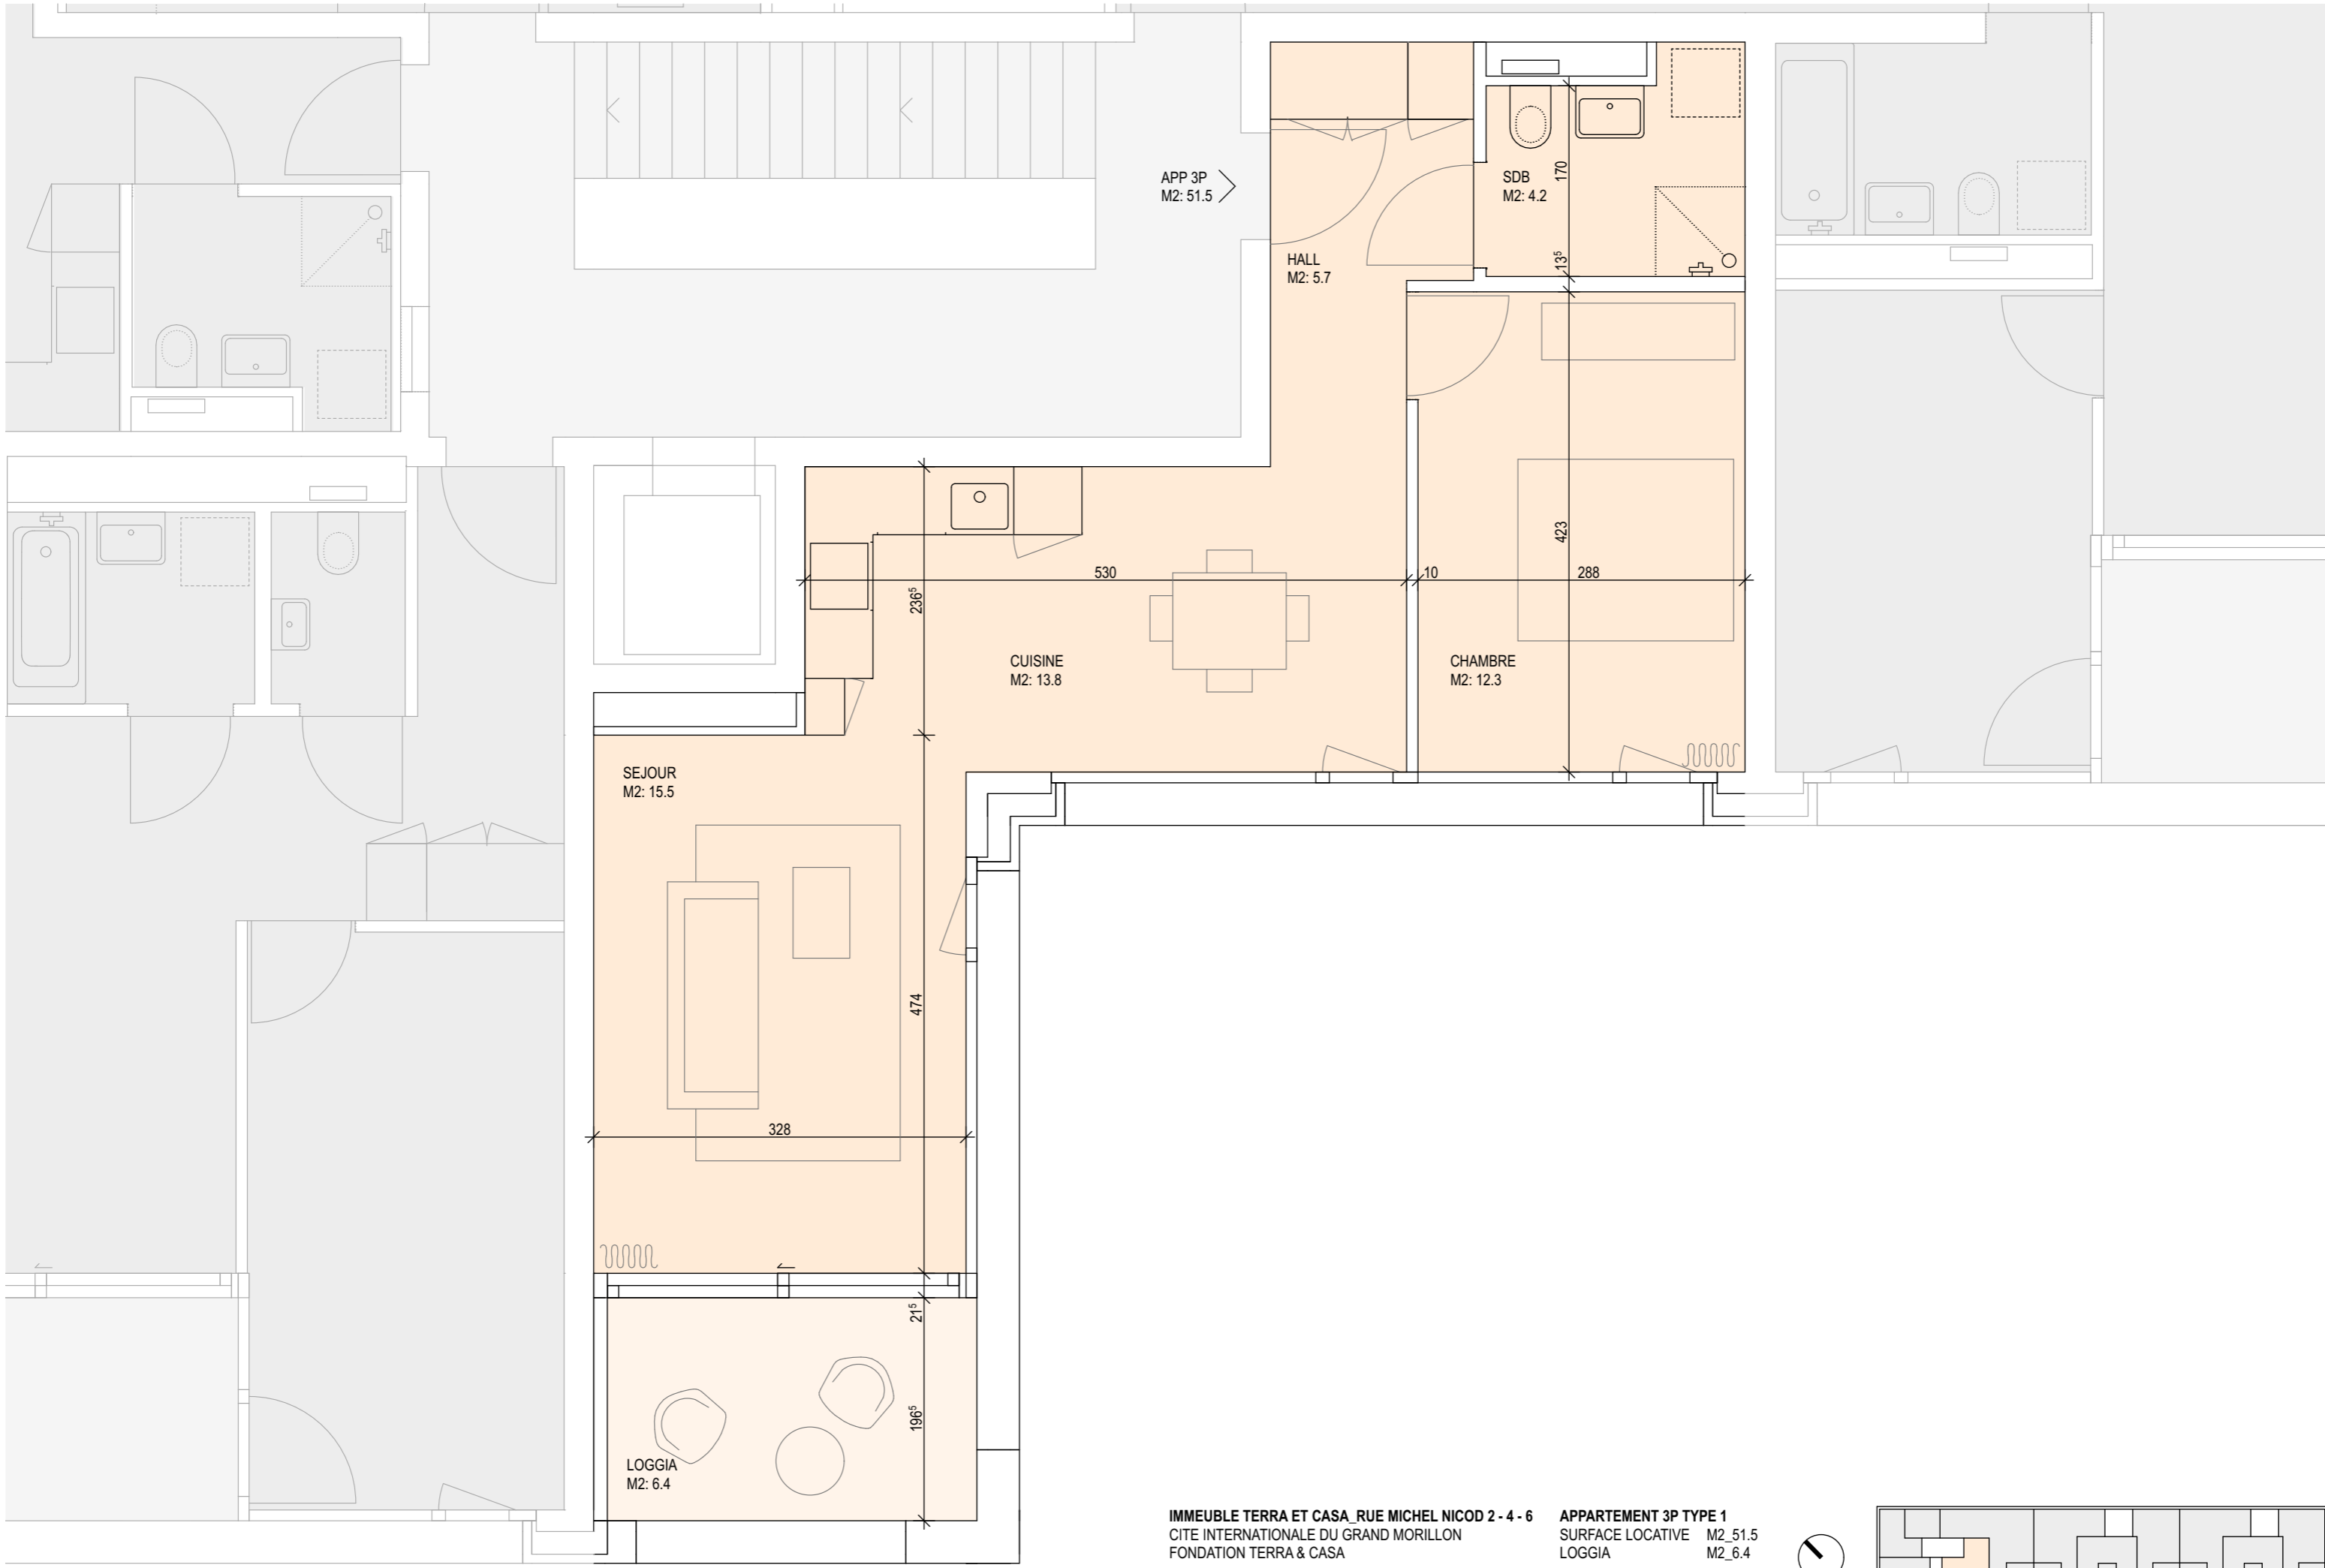 APP 3P
M2: 51.5
SDB
M2: 4.2
170
13⁵
HALL
M2: 5.7
423
530
10
288
236⁵
CUISINE
M2: 13.8
CHAMBRE
M2: 12.3
SEJOUR
M2: 15.5
474
328
21⁵
196⁵
LOGGIA
M2: 6.4
IMMEUBLE TERRA ET CASA_RUE MICHEL NICOD 2 - 4 - 6
CITE INTERNATIONALE DU GRAND MORILLON
FONDATION TERRA & CASA
APPARTEMENT 3P TYPE 1
SURFACE LOCATIVE M2_51.5
LOGGIA M2_6.4